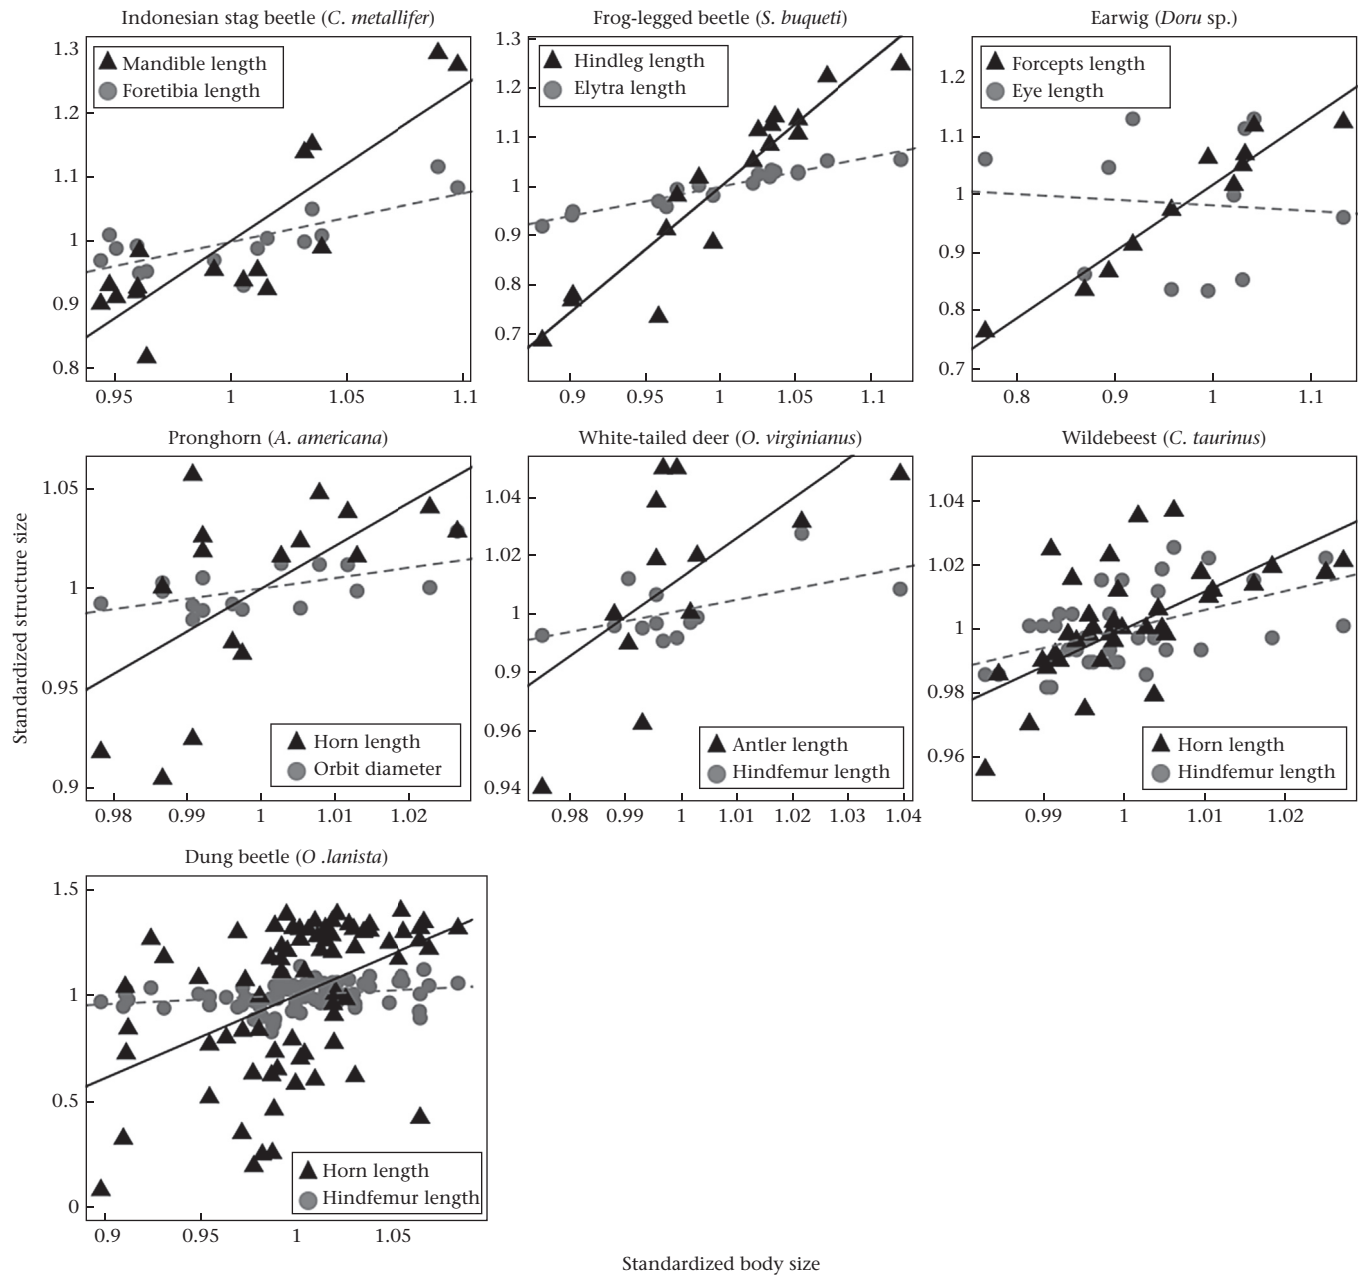 Indonesian stag beetle (C. metallifer)
Mandible length
Foretibia length
1.3
1.2
1.1
1
0.9
0.8
0.95 1 1.05 1.1
Frog-legged beetle (S. buqueti)
Hindleg length
Elytra length
1.3
1.2
1.1
1
0.9
0.8
0.7
0.9 0.95 1 1.05 1.1
Earwig (Doru sp.)
Forcepts length
Eye length
1.2
1.1
1
0.9
0.8
0.7
0.8 0.9 1 1.1
Standardized structure size
Pronghorn (A. americana)
1.05
1
0.95
0.9
Horn length
Orbit diameter
0.98 0.99 1 1.01 1.02
White-tailed deer (O. virginianus)
1.04
1.02
1
0.9
0.96
0.94
Antler length
Hindfemur length
0.98 0.99 1 1.01 1.02 1.03 1.04
Wildebeest (C. taurinus)
1.04
1.02
1
0.98
0.96
Horn length
Hindfemur length
0.99 1 1.01 1.02
Dung beetle (O .lanista)
1.5
1
0.5
0
Horn length
Hindfemur length
0.9 0.95 1 1.05
Standardized body size